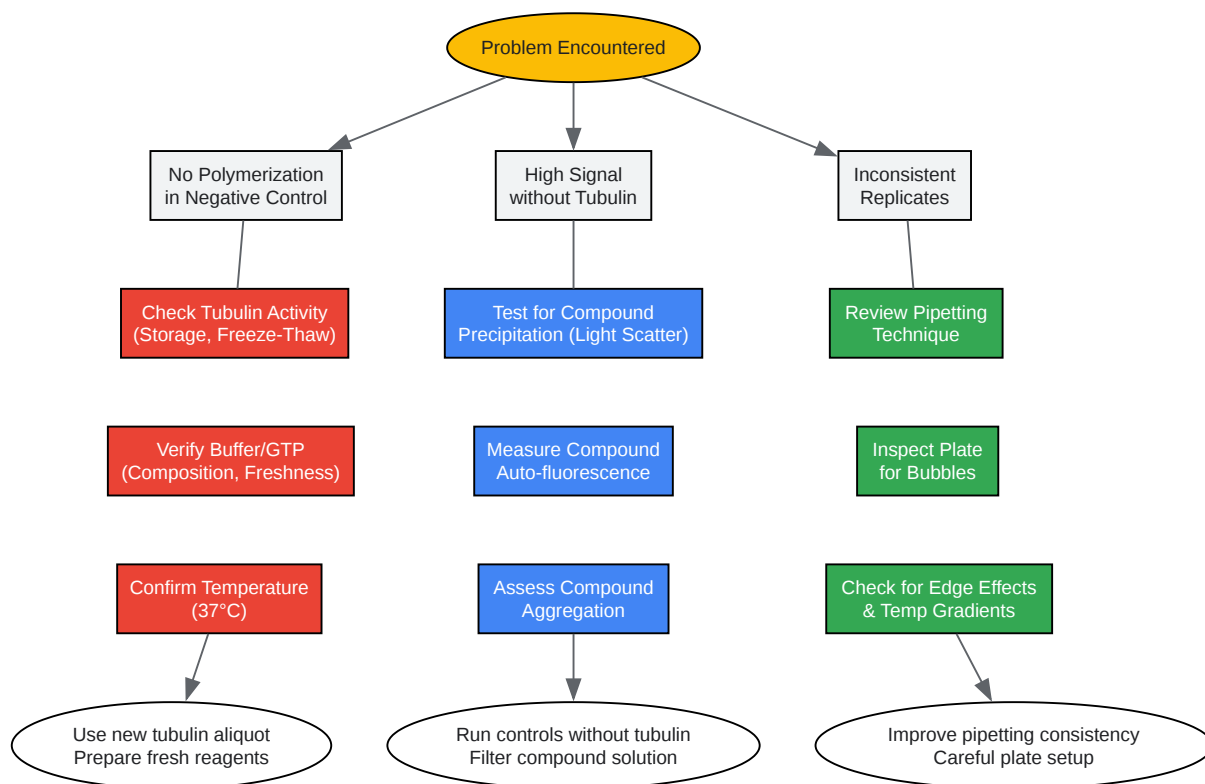 Problem Encountered
No Polymerization
in Negative Control
High Signal
without Tubulin
Inconsistent
Replicates
Check Tubulin Activity
(Storage, Freeze-Thaw)
Test for Compound
Precipitation (Light Scatter)
Review Pipetting
Technique
Verify Buffer/GTP
(Composition, Freshness)
Measure Compound
Auto-fluorescence
Inspect Plate
for Bubbles
Confirm Temperature
(37°C)
Assess Compound
Aggregation
Check for Edge Effects
& Temp Gradients
Use new tubulin aliquot
Prepare fresh reagents
Run controls without tubulin
Filter compound solution
Improve pipetting consistency
Careful plate setup